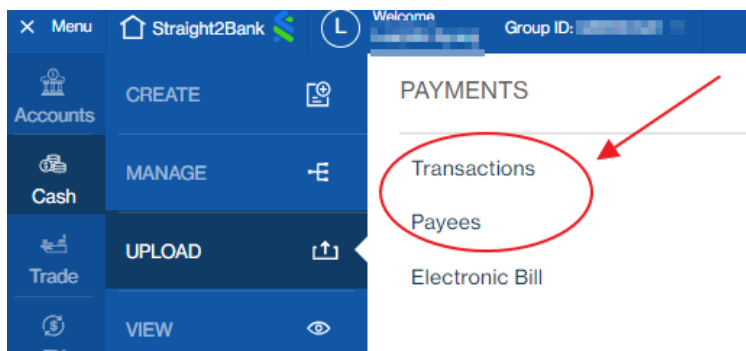 Menu
Straight2Bank
L
Welcome
Group ID:
Accounts
Cash
Trade
CREATE
MANAGE
UPLOAD
VIEW
PAYMENTS
Transactions
Payees
Electronic Bill